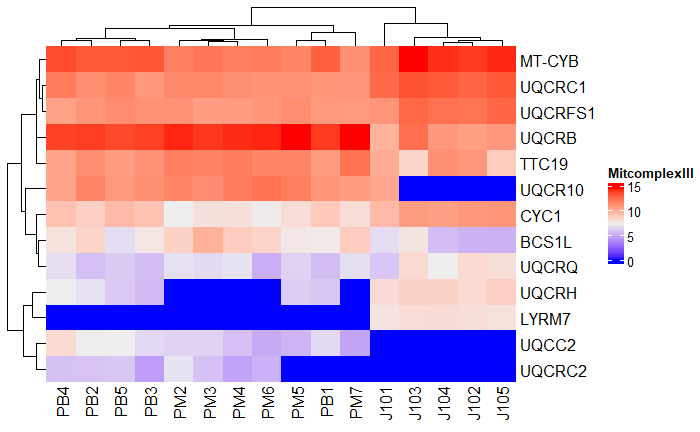 MT-CYB
UQCRC1
UQCRFS1
UQCRB
TTC19
UQCR10
CYC1
BCS1L
UQCRQ
UQCRH
LYRM7
UQCC2
UQCRC2
MitcomplexIII
15
10
5
0
PB4 PB2 PB5 PB3 PM2 PM3 PM4 PM6 PM5 PB1 PM7 J101 J103 J104 J102 J105